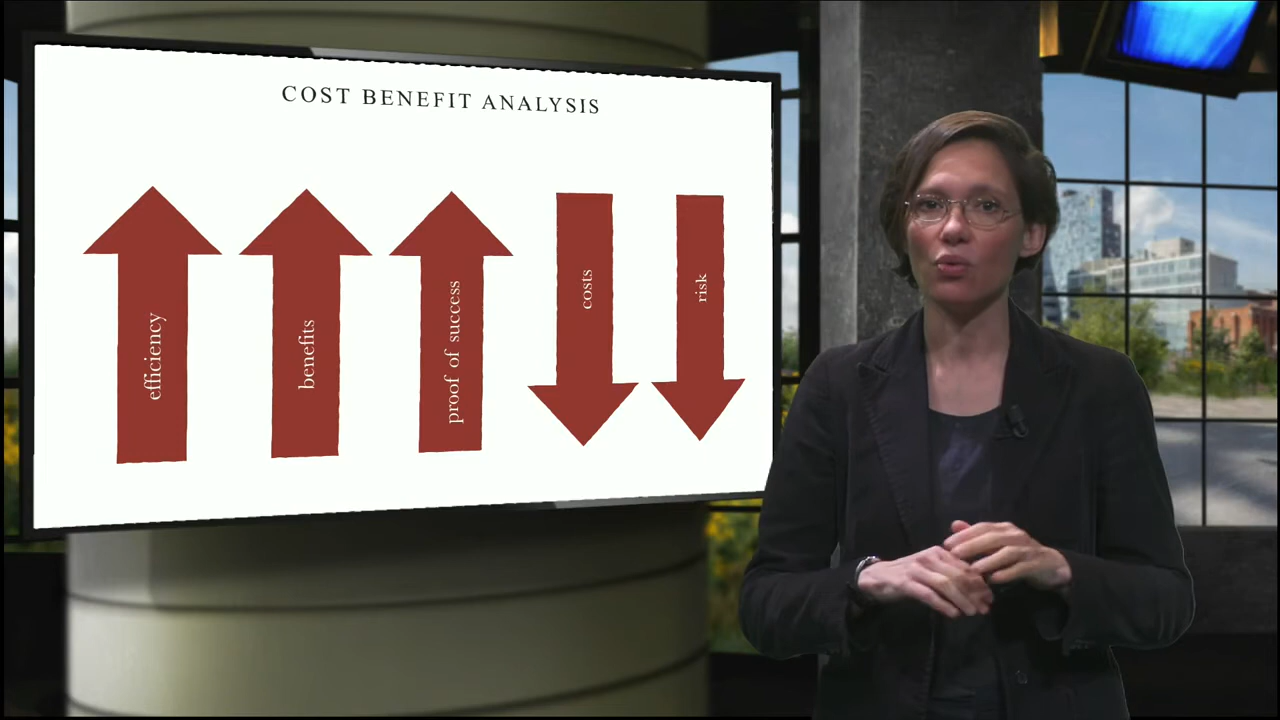 COST BENEFIT ANALYSIS
efficiency
benefits
proof of success
costs
risk